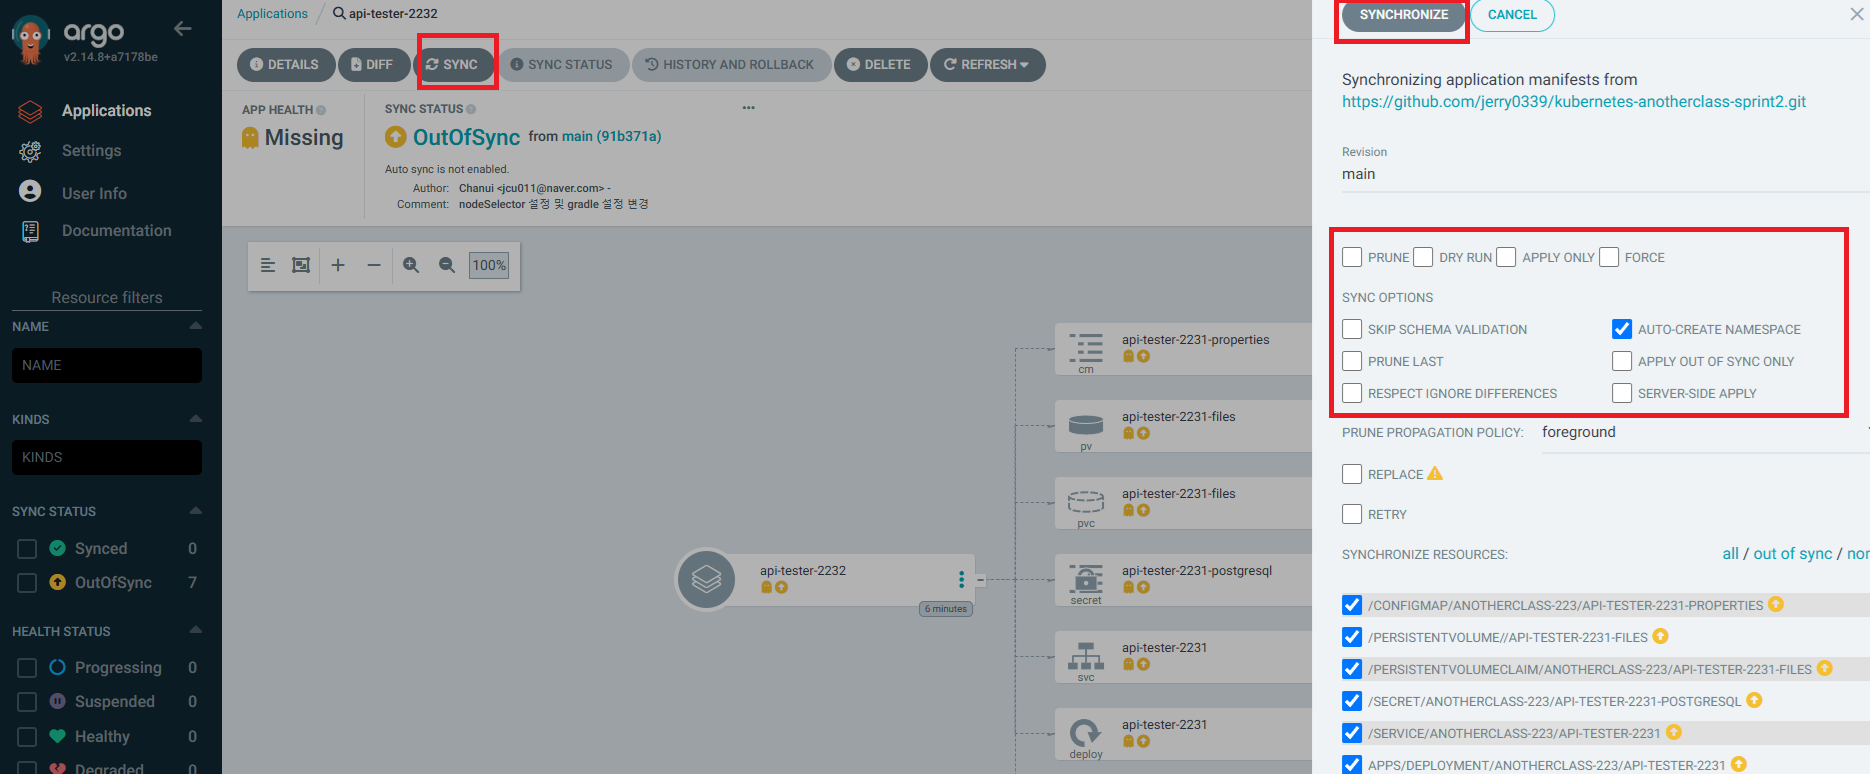 argo
v2.14.8+a7178be
Applications
Settings
User Info
Documentation
Resource filters
NAME
NAME
KINDS
KINDS
SYNC STATUS
Synced 0
OutOfSync 7
HEALTH STATUS
Progressing 0
Suspended 0
Healthy 0
Degraded 0
Applications / api-tester-2232
DETAILS DIFF SYNC SYNC STATUS HISTORY AND ROLLBACK DELETE REFRESH
APP HEALTH
Missing
SYNC STATUS
OutOfSync from main (91b371a)
Auto sync is not enabled.
Author: Chanui <jcu011@naver.com> -
Comment: nodeSelector 설정 및 gradle 설정 변경
100%
api-tester-2232
6 minutes
api-tester-2231-properties
cm
api-tester-2231-files
pv
api-tester-2231-files
pvc
api-tester-2231-postgresql
secret
api-tester-2231
svc
api-tester-2231
deploy
SYNCHRONIZE CANCEL
Synchronizing application manifests from
https://github.com/jerry0339/kubernetes-anotherclass-sprint2.git
Revision
main
PRUNE DRY RUN APPLY ONLY FORCE
SYNC OPTIONS
SKIP SCHEMA VALIDATION AUTO-CREATE NAMESPACE
PRUNE LAST APPLY OUT OF SYNC ONLY
RESPECT IGNORE DIFFERENCES SERVER-SIDE APPLY
PRUNE PROPAGATION POLICY: foreground
REPLACE
RETRY
SYNCHRONIZE RESOURCES: all / out of sync /
/CONFIGMAP/ANOTHERCLASS-223/API-TESTER-2231-PROPERTIES
/PERSISTENTVOLUME//API-TESTER-2231-FILES
/PERSISTENTVOLUMECLAIM/ANOTHERCLASS-223/API-TESTER-2231-FILES
/SECRET/ANOTHERCLASS-223/API-TESTER-2231-POSTGRESQL
/SERVICE/ANOTHERCLASS-223/API-TESTER-2231
APPS/DEPLOYMENT/ANOTHERCLASS-223/API-TESTER-2231